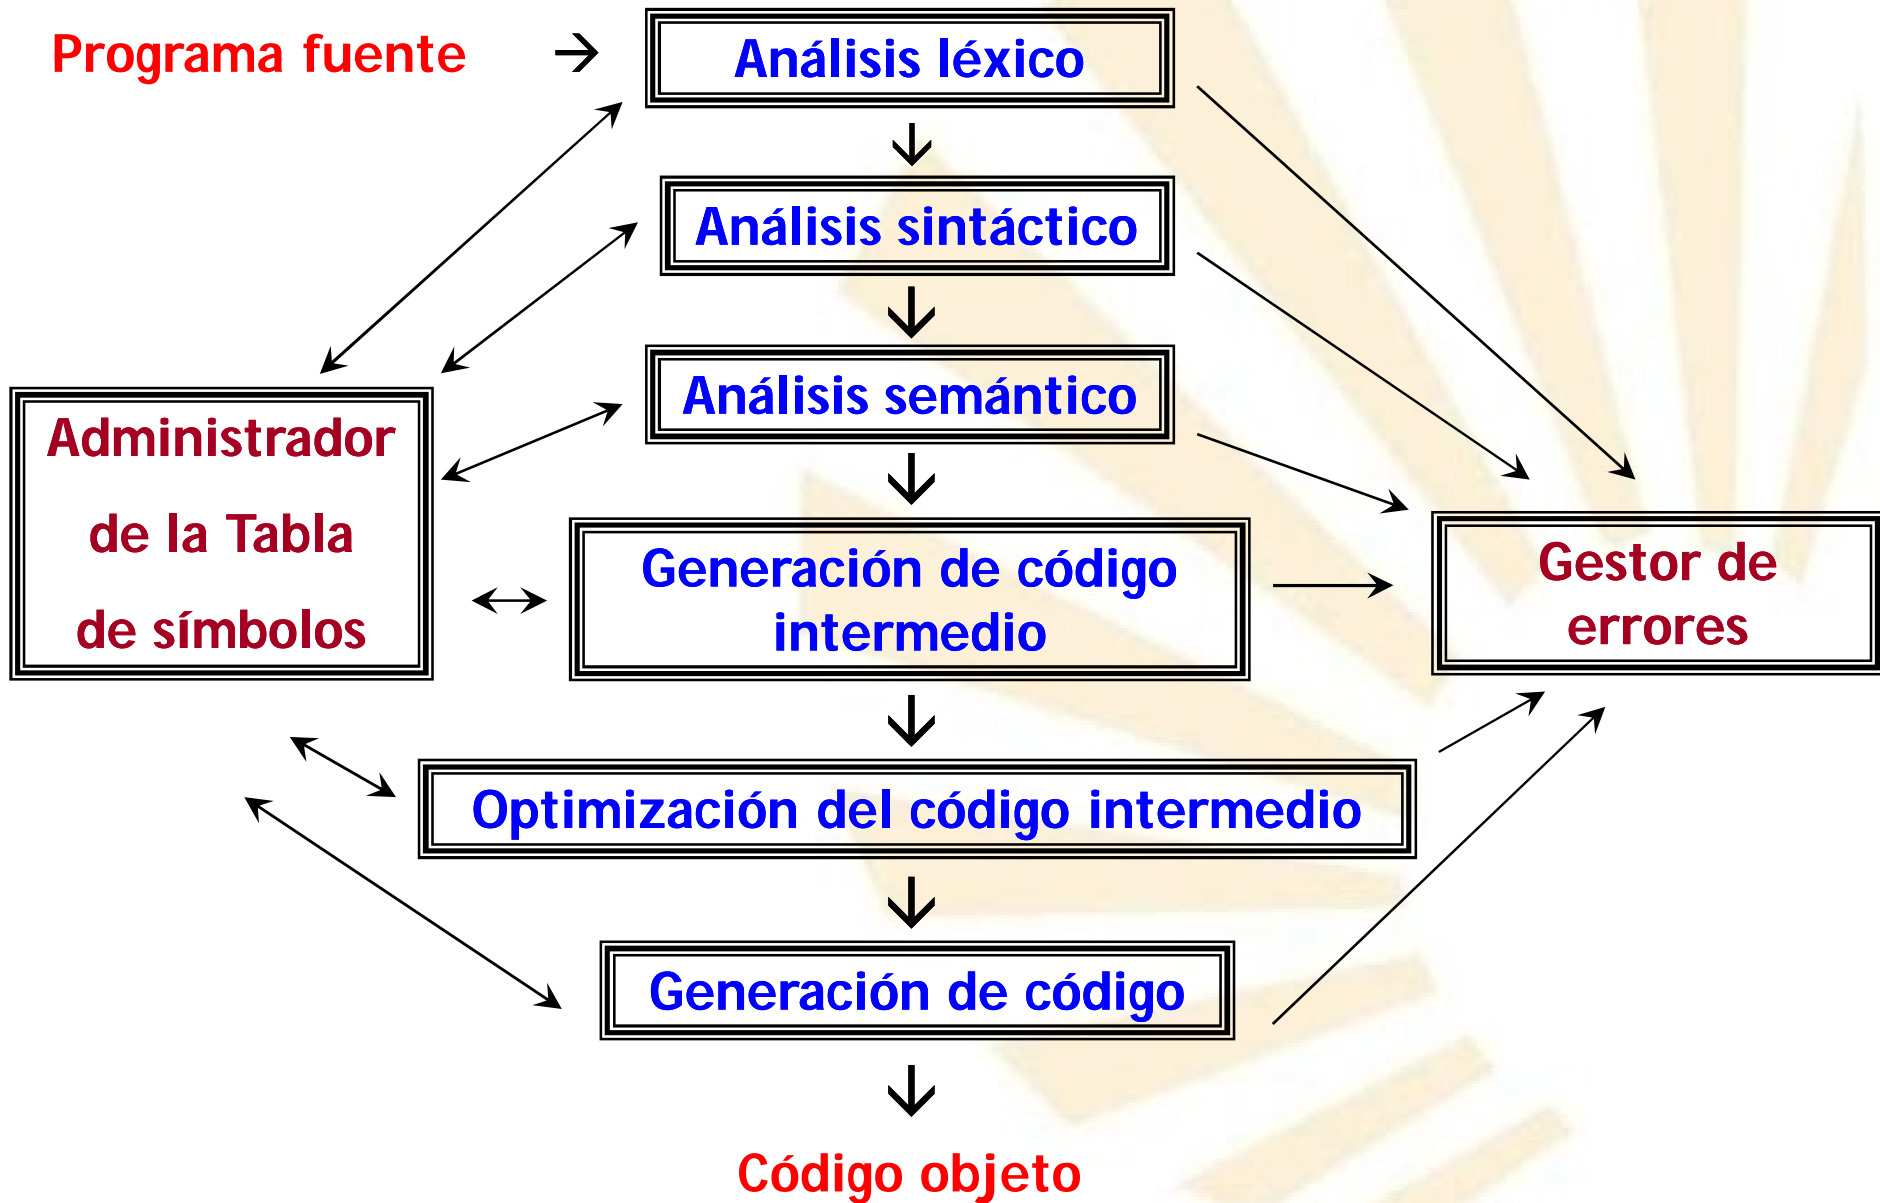 Programa fuente → Análisis léxico
Análisis sintáctico
Análisis semántico
Administrador
de la Tabla
de símbolos
Generación de código
intermedio
Gestor de
errores
Optimización del código intermedio
Generación de código
Código objeto